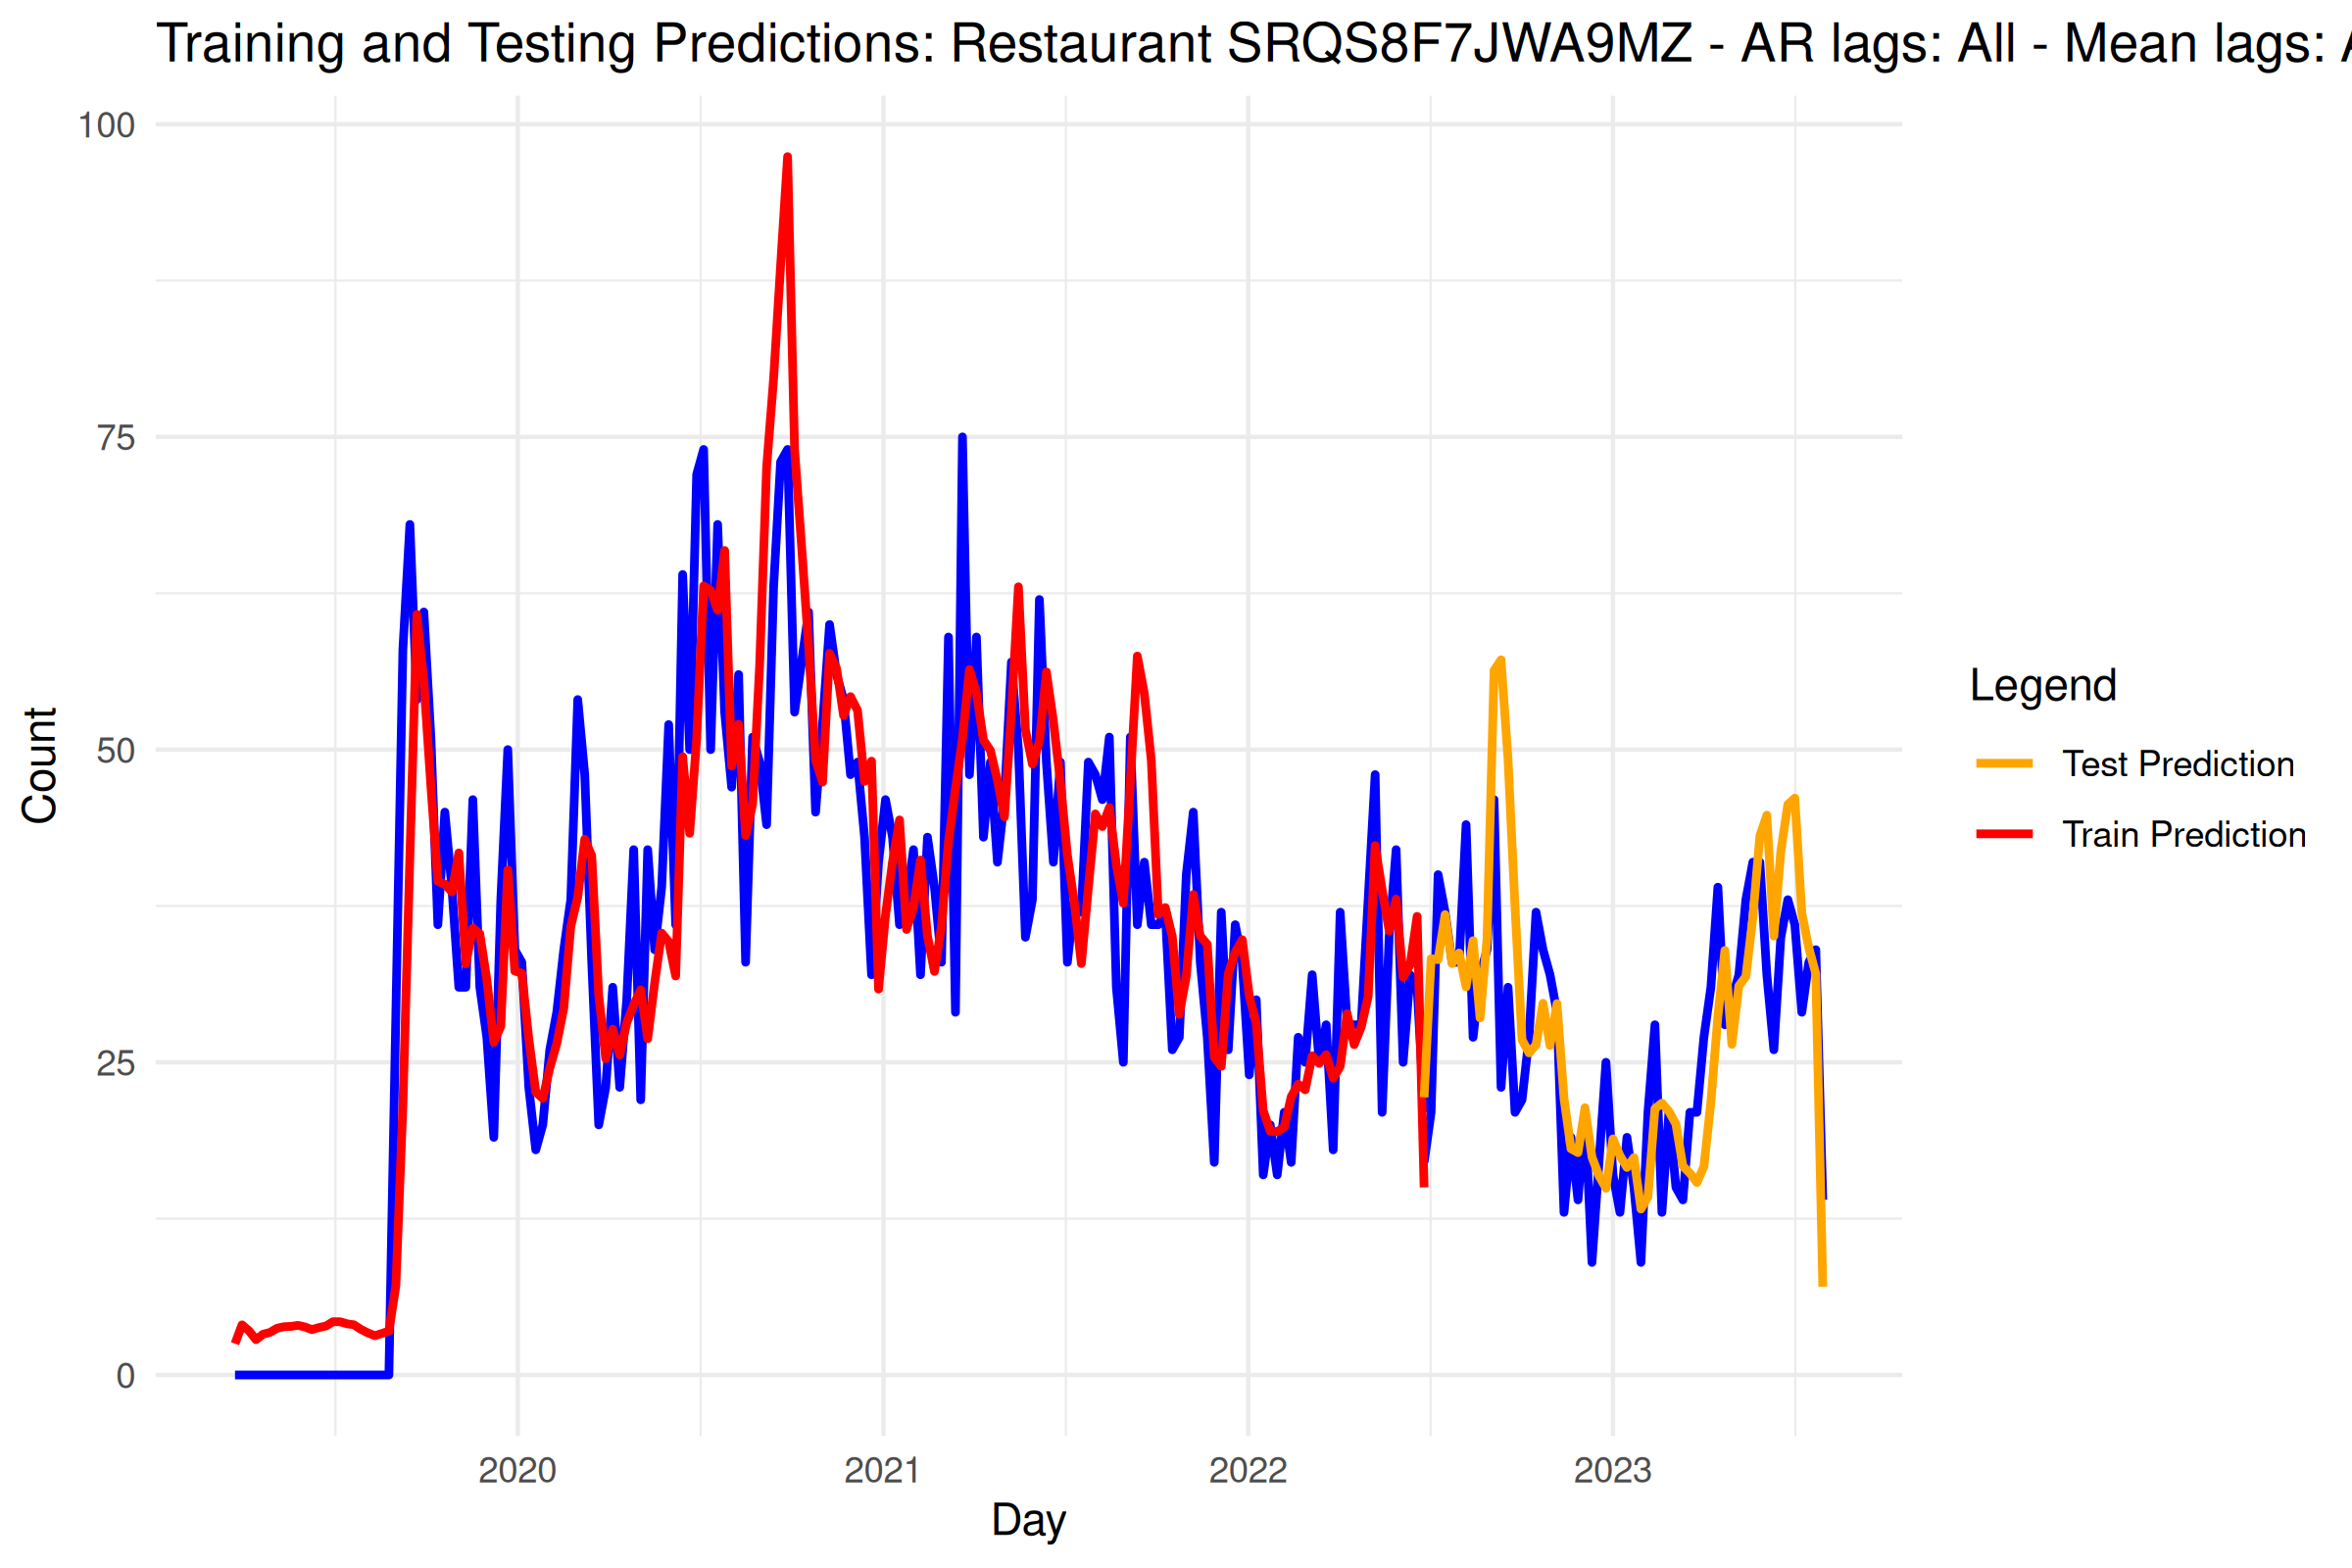 Training and Testing Predictions: Restaurant SRQS8F7JWA9MZ - AR lags: All - Mean lags:
100
75
50
25
0
Count
2020
2021
2022
2023
Day
Legend
Test Prediction
Train Prediction